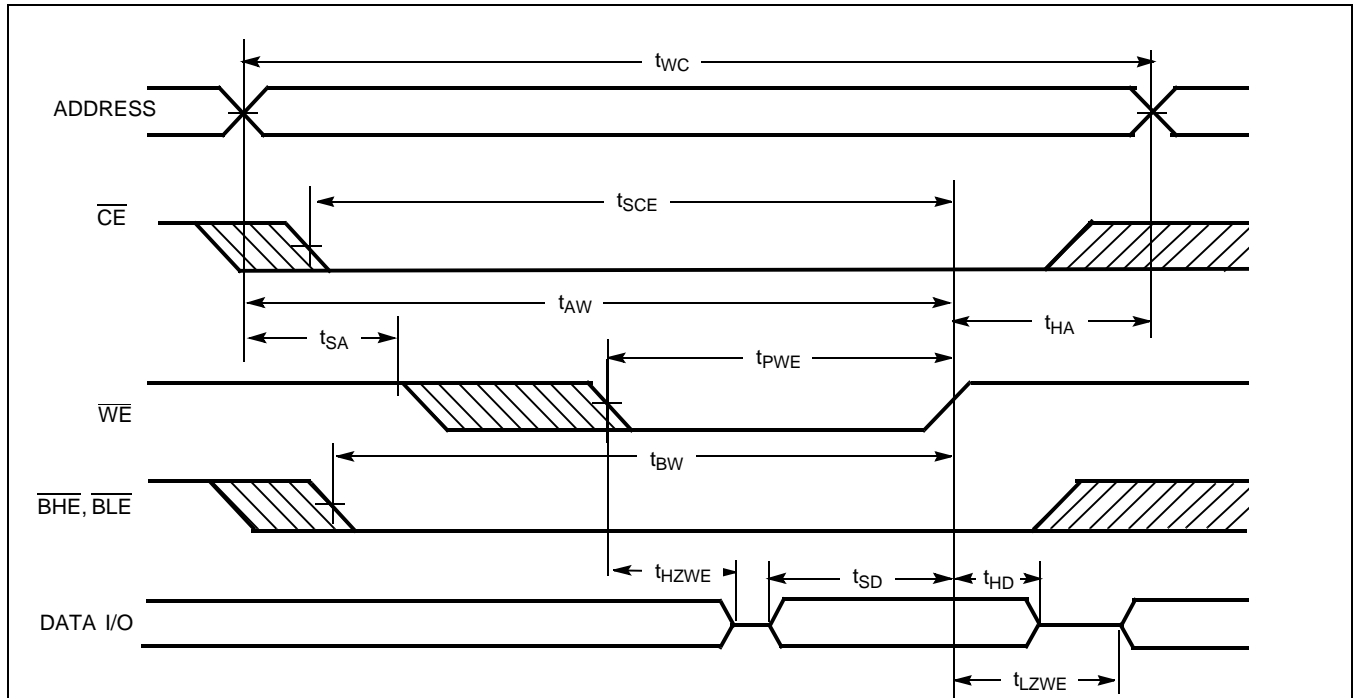 tWC
ADDRESS
tSCE
CE
tAW
tSA
tHA
tPWE
WE
tBW
BHE, BLE
tHZWE
tSD
tHD
DATA I/O
tLZWE